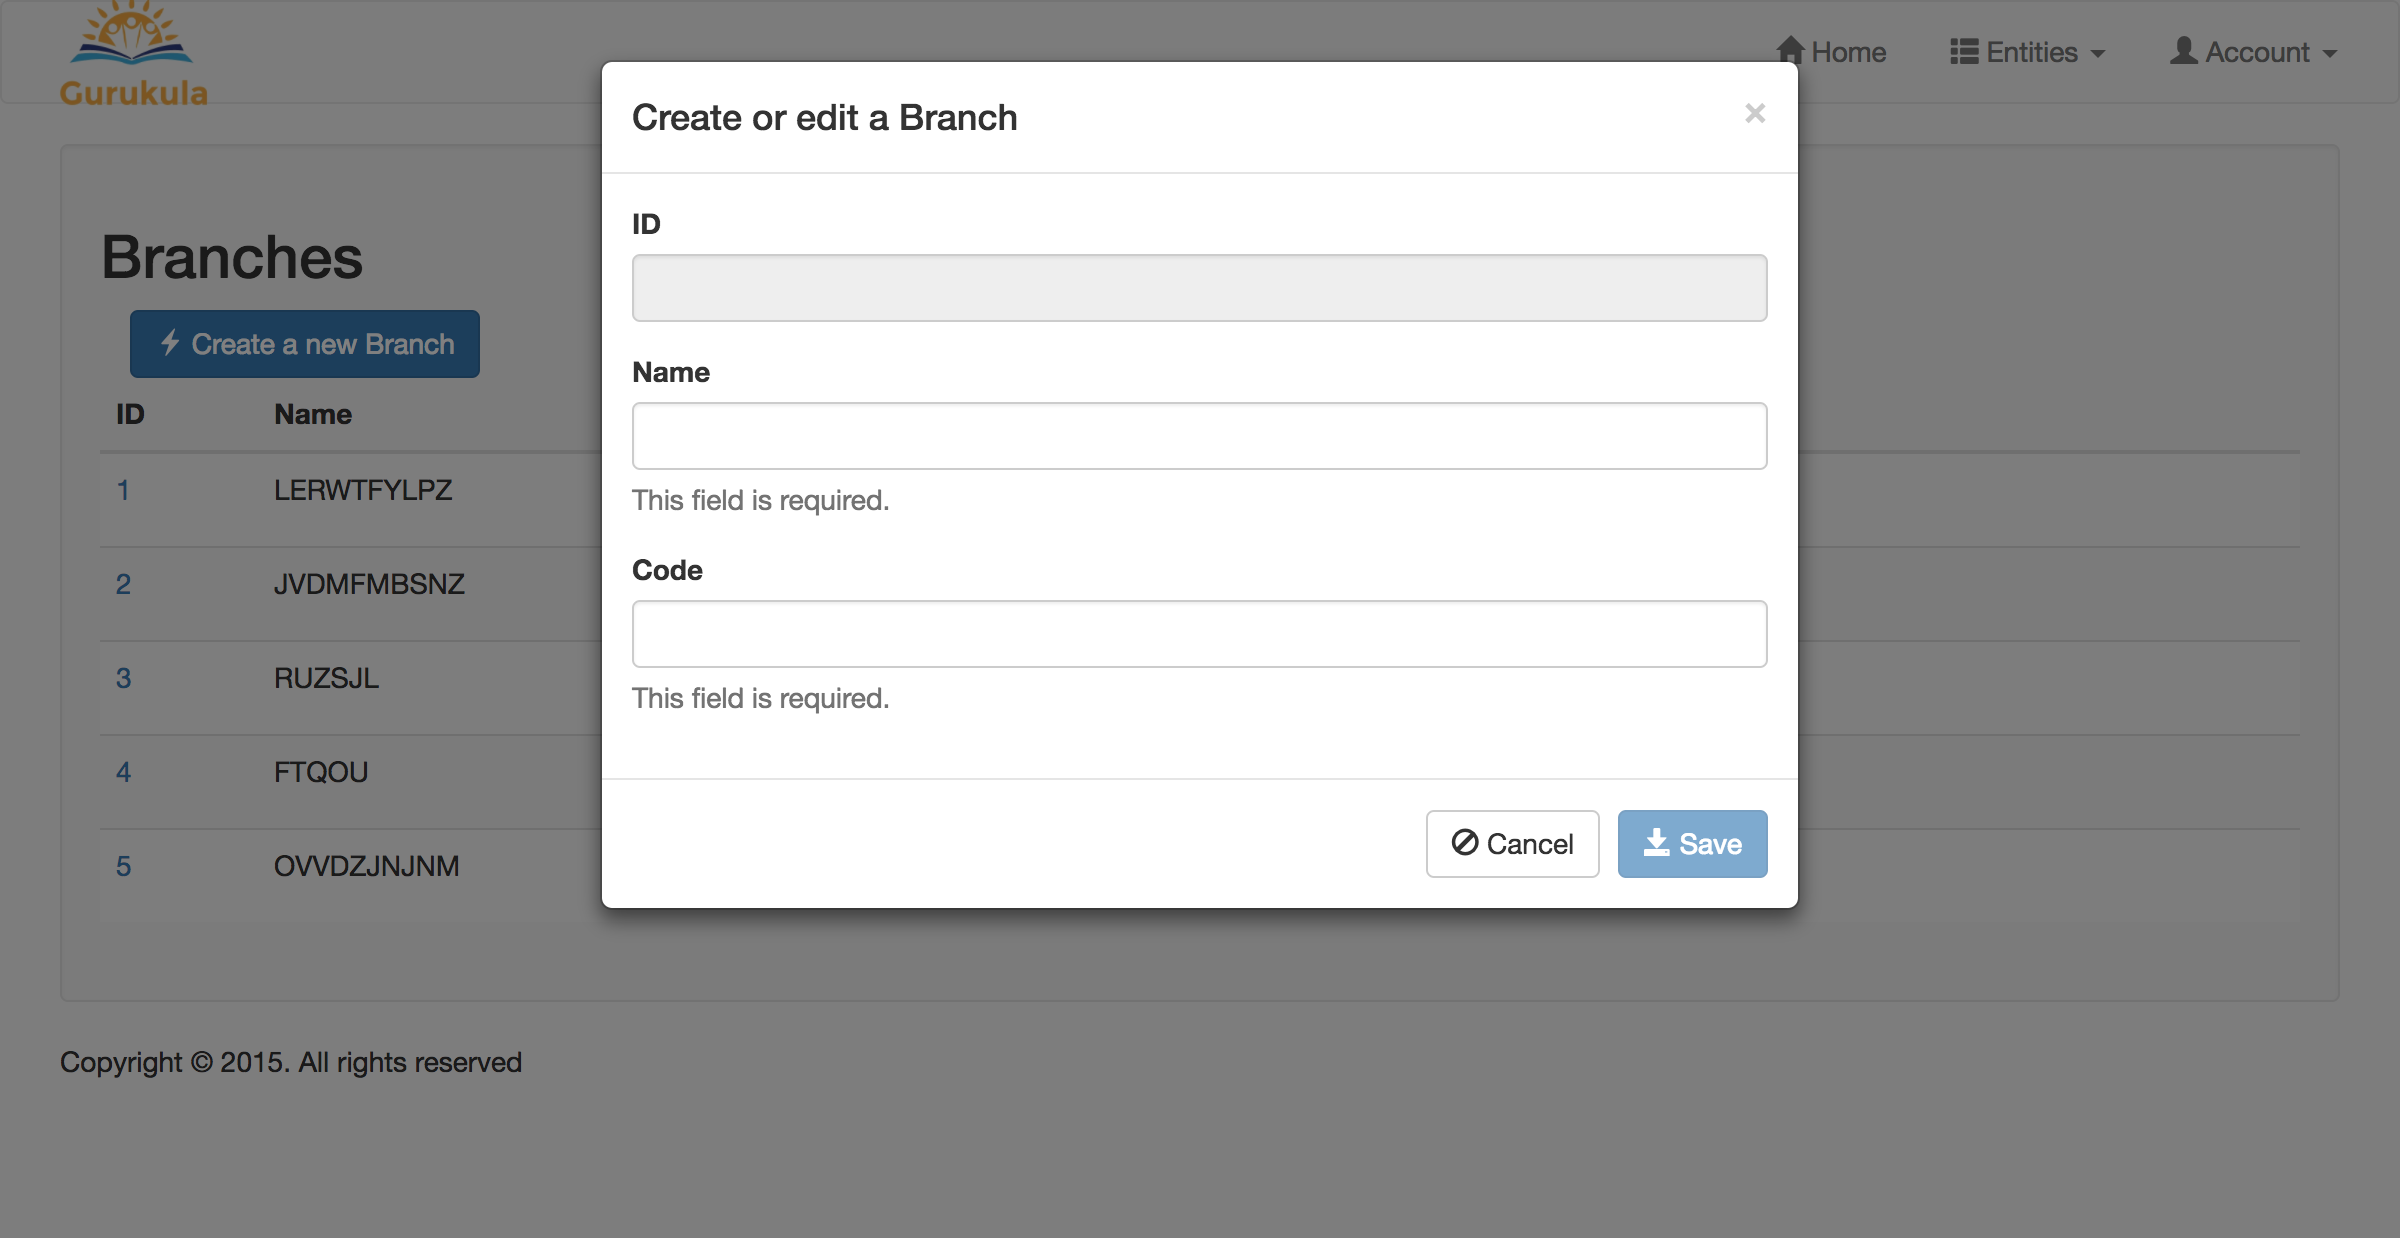 Gurukula
Home Entities Account
Create or edit a Branch ×
ID
Name
This field is required.
Code
This field is required.
Cancel Save
Branches
Create a new Branch
ID Name
1 LERWTFYLPZ
2 JVDMFMBSNZ
3 RUZSJL
4 FTQOU
5 OVVDZJNJNM
Copyright © 2015. All rights reserved